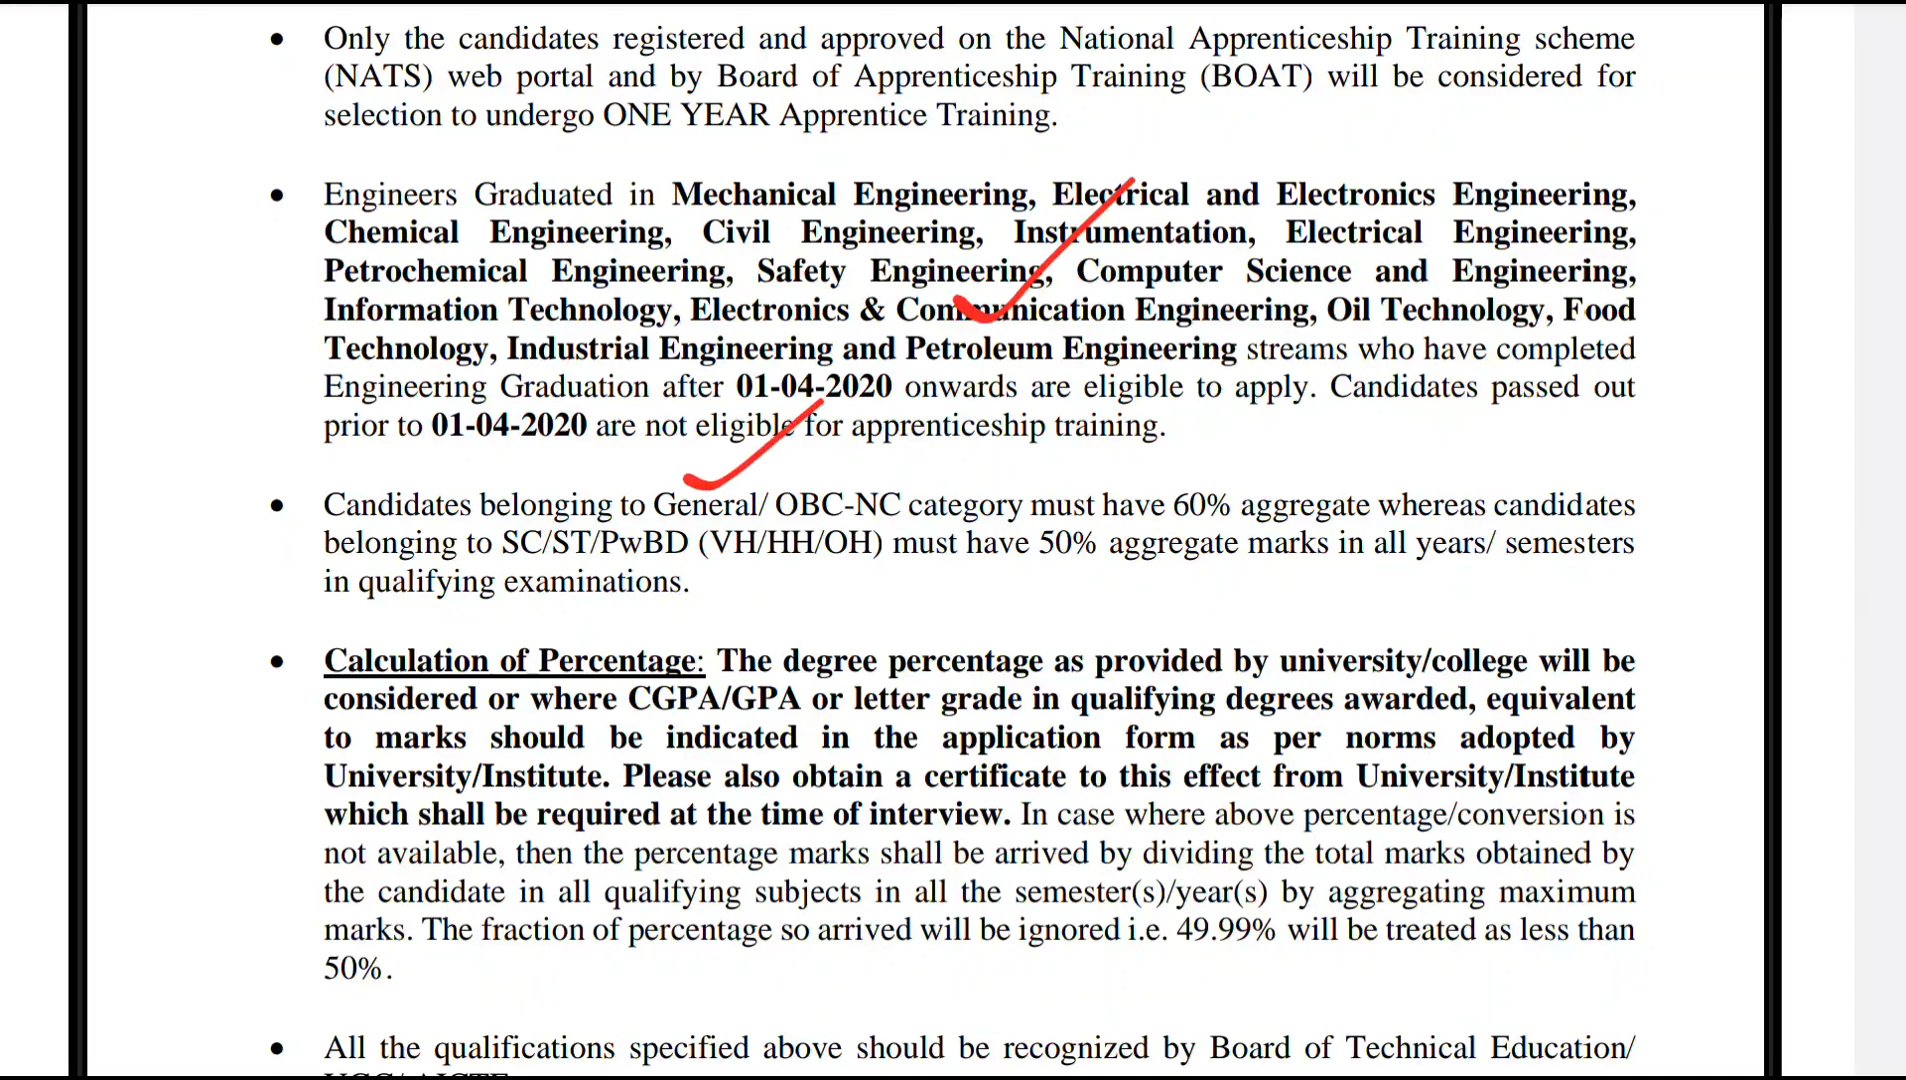 • Only the candidates registered and approved on the National Apprenticeship Training scheme
(NATS) web portal and by Board of Apprenticeship Training (BOAT) will be considered for
selection to undergo ONE YEAR Apprentice Training.
• Engineers Graduated in Mechanical Engineering, Electrical and Electronics Engineering,
Chemical Engineering, Civil Engineering, Instrumentation, Electrical Engineering,
Petrochemical Engineering, Safety Engineering, Computer Science and Engineering,
Information Technology, Electronics & Communication Engineering, Oil Technology, Food
Technology, Industrial Engineering and Petroleum Engineering streams who have completed
Engineering Graduation after 01-04-2020 onwards are eligible to apply. Candidates passed out
prior to 01-04-2020 are not eligible for apprenticeship training.
• Candidates belonging to General/ OBC-NC category must have 60% aggregate whereas candidates
belonging to SC/ST/PwBD (VH/HH/OH) must have 50% aggregate marks in all years/ semesters
in qualifying examinations.
• Calculation of Percentage: The degree percentage as provided by university/college will be
considered or where CGPA/GPA or letter grade in qualifying degrees awarded, equivalent
to marks should be indicated in the application form as per norms adopted by
University/Institute. Please also obtain a certificate to this effect from University/Institute
which shall be required at the time of interview. In case where above percentage/conversion is
not available, then the percentage marks shall be arrived by dividing the total marks obtained by
the candidate in all qualifying subjects in all the semester(s)/year(s) by aggregating maximum
marks. The fraction of percentage so arrived will be ignored i.e. 49.99% will be treated as less than
50%.
• All the qualifications specified above should be recognized by Board of Technical Education/